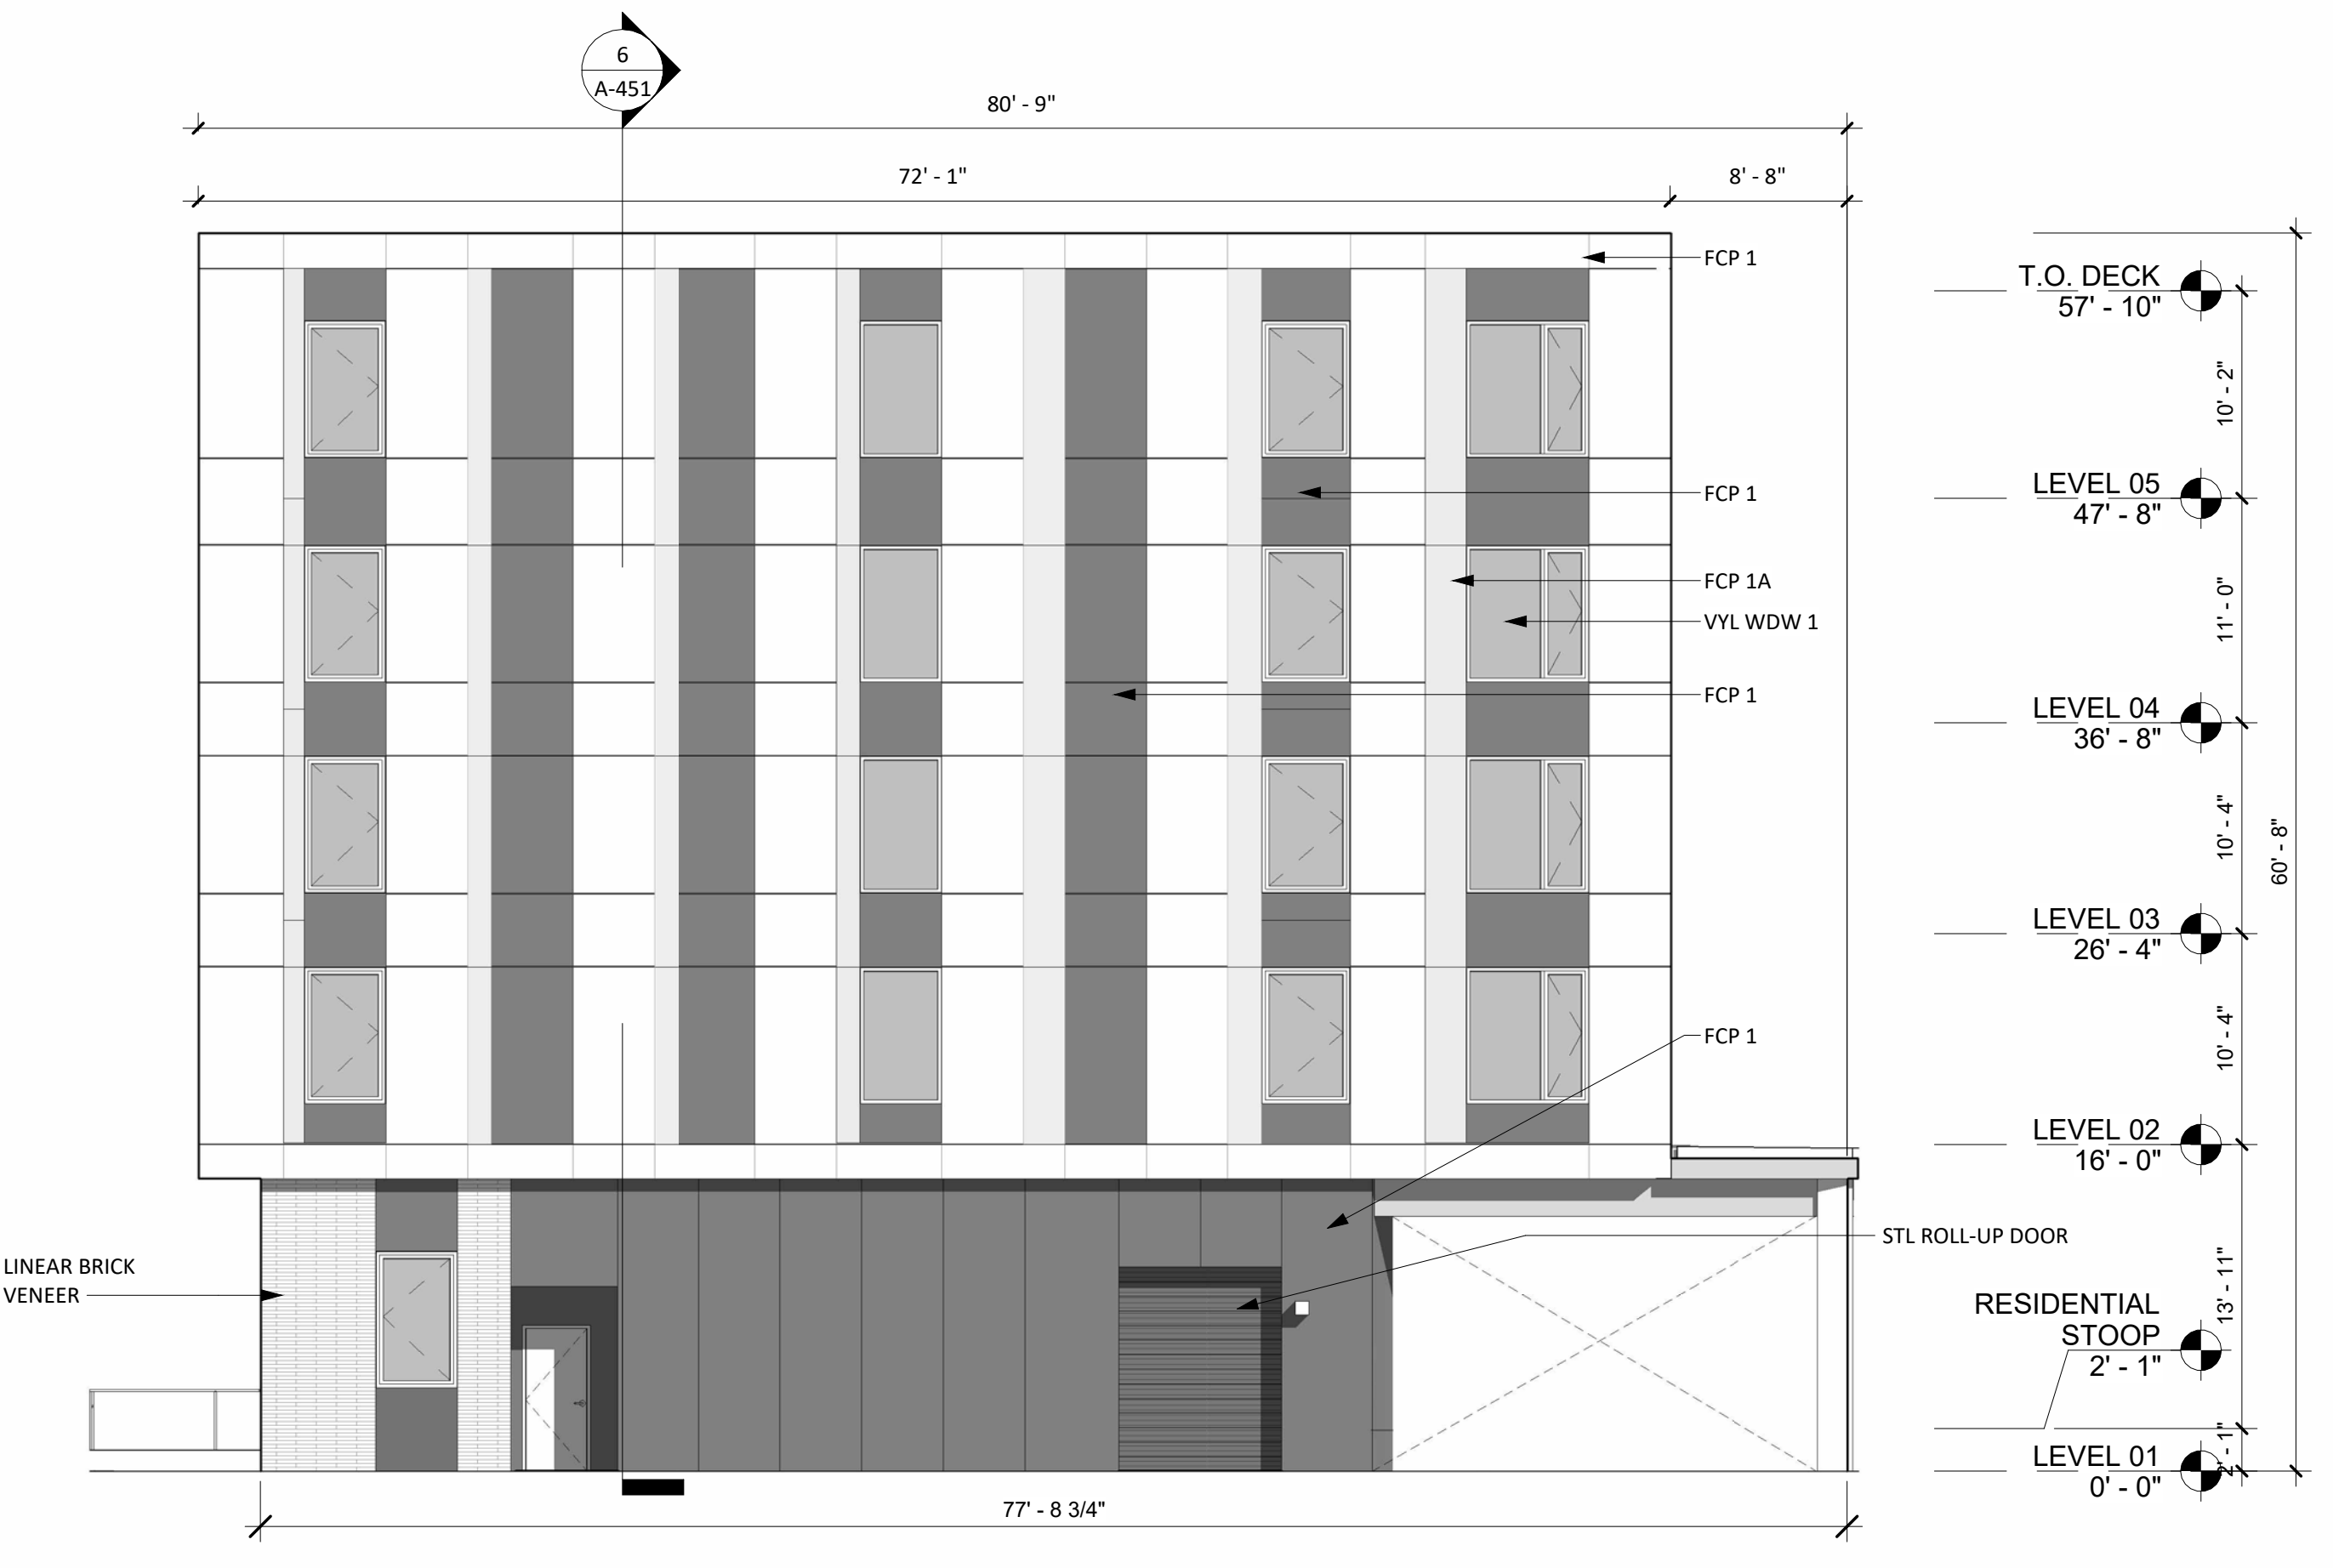 6
A-451
80' - 9"
72' - 1"
8' - 8"
FCP 1
T.O. DECK
57' - 10"
10' - 2"
FCP 1
LEVEL 05
47' - 8"
FCP 1A
VYL WDW 1
11' - 0"
FCP 1
LEVEL 04
36' - 8"
10' - 4"
60' - 8"
LEVEL 03
26' - 4"
FCP 1
10' - 4"
LEVEL 02
16' - 0"
STL ROLL-UP DOOR
LINEAR BRICK
VENEER
13' - 11"
RESIDENTIAL
STOOP
2' - 1"
2' - 1"
LEVEL 01
0' - 0"
77' - 8 3/4"